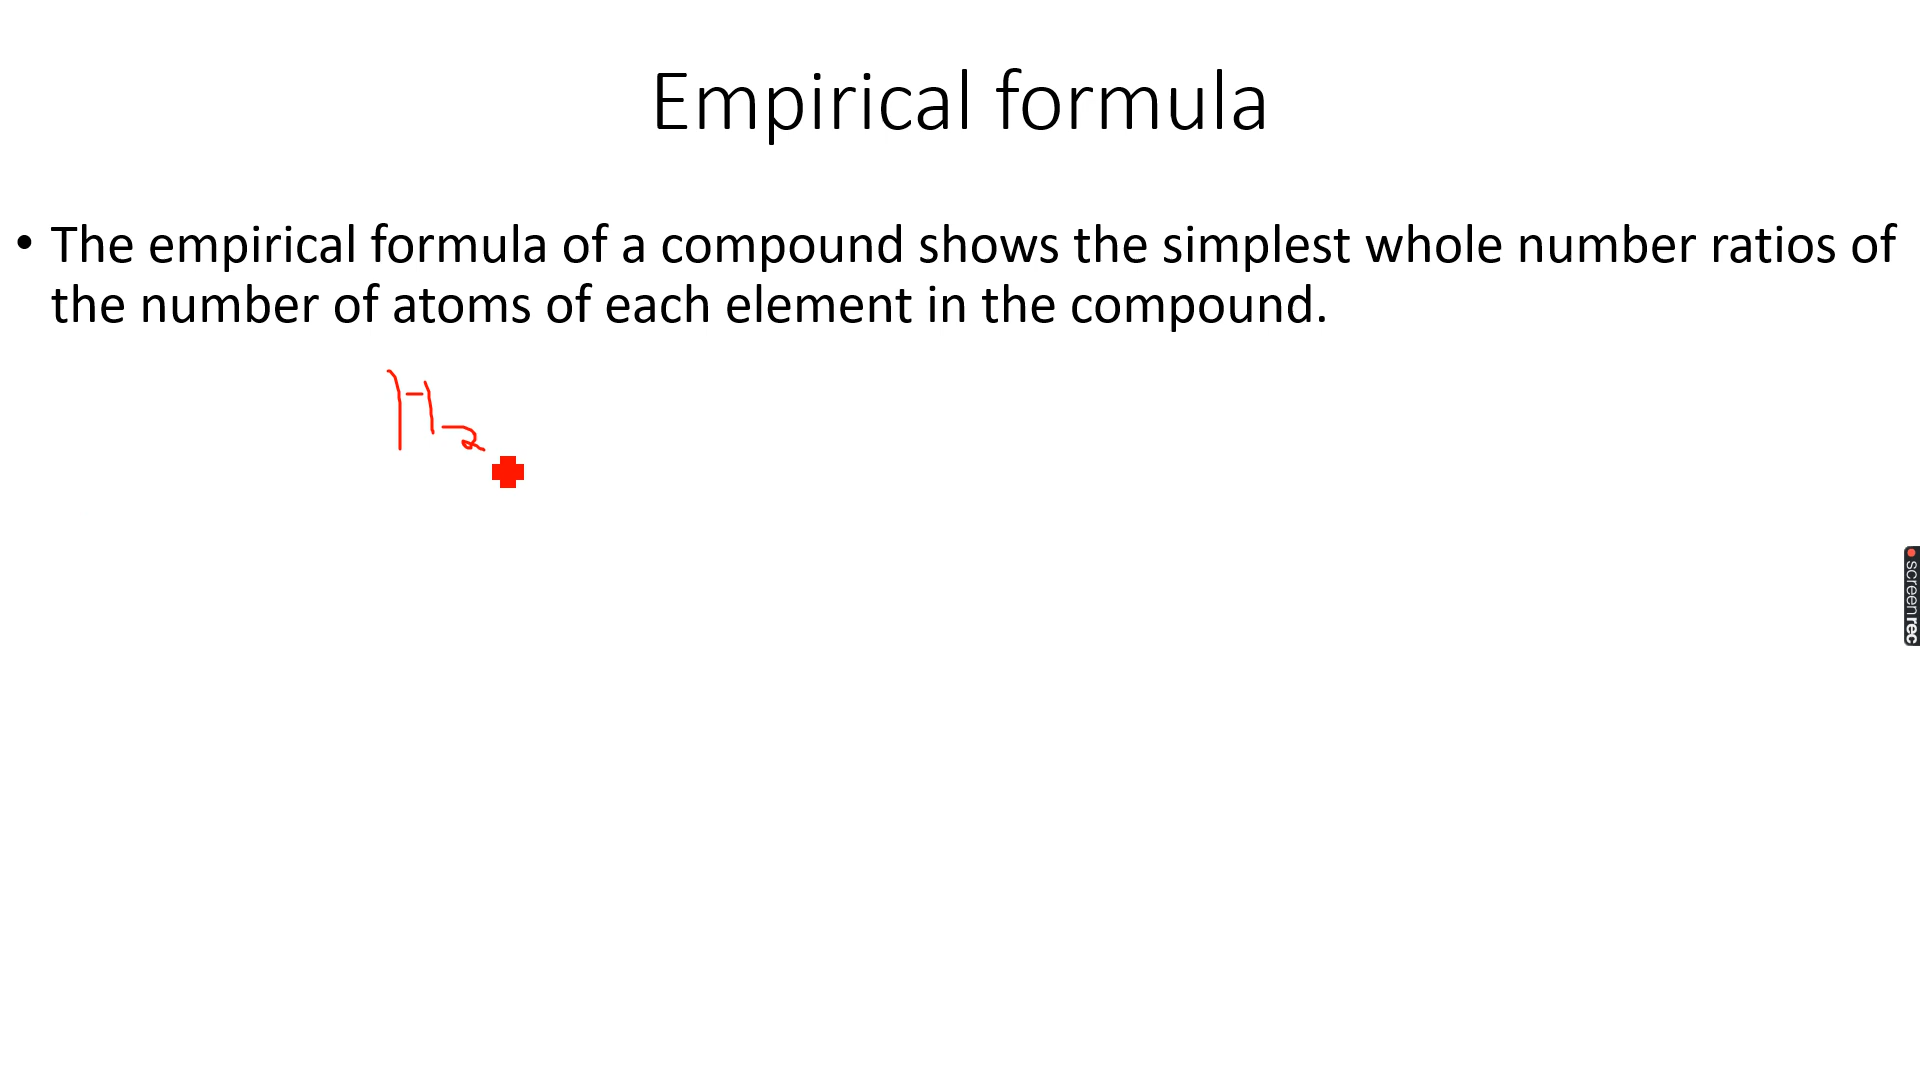 Empirical formula
• The empirical formula of a compound shows the simplest whole number ratios of
the number of atoms of each element in the compound.
H₂
screenrec